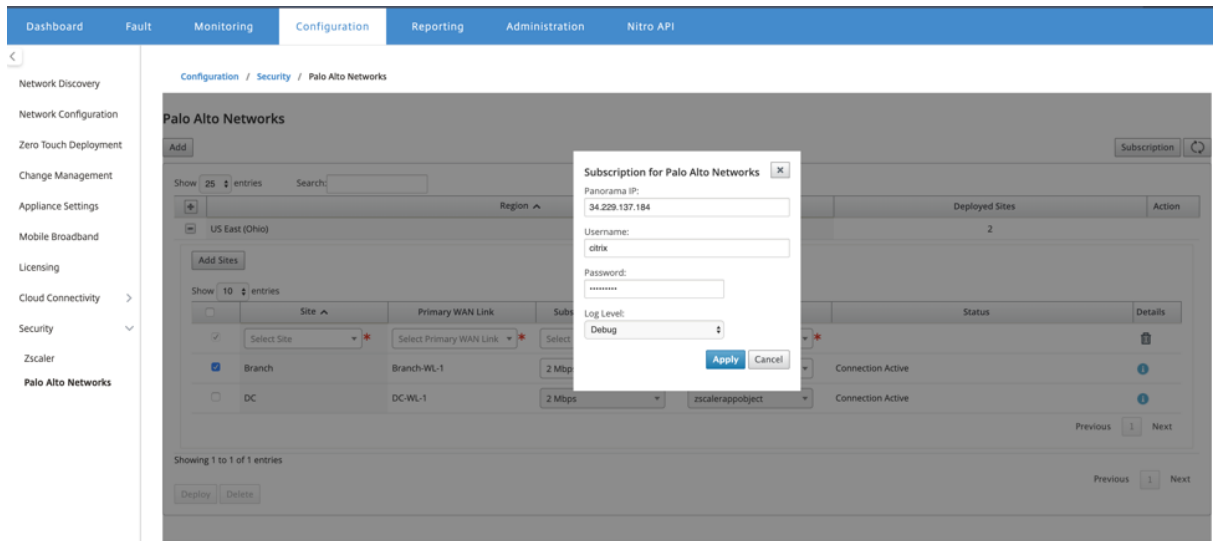 Dashboard Fault Monitoring Configuration Reporting Administration Nitro API
Configuration / Security / Palo Alto Networks
Network Discovery
Network Configuration
Zero Touch Deployment
Change Management
Appliance Settings
Mobile Broadband
Licensing
Cloud Connectivity
Security
Zscaler
Palo Alto Networks
Palo Alto Networks
Add Subscription
Show 25 entries Search:
Region Deployed Sites Action
US East (Ohio) 2
Add Sites
Show 10 entries
Site Primary WAN Link Subs Status Details
Select Site * Select Primary WAN Link * Select *
Branch Branch-WL-1 2 Mbp Connection Active
DC DC-WL-1 2 Mbps zscalerappobject Connection Active
Previous 1 Next
Showing 1 to 1 of 1 entries
Previous 1 Next
Deploy Delete
Subscription for Palo Alto Networks
Panorama IP:
34.229.137.184
Username:
citrix
Password:
•••••••••
Log Level:
Debug
Apply Cancel